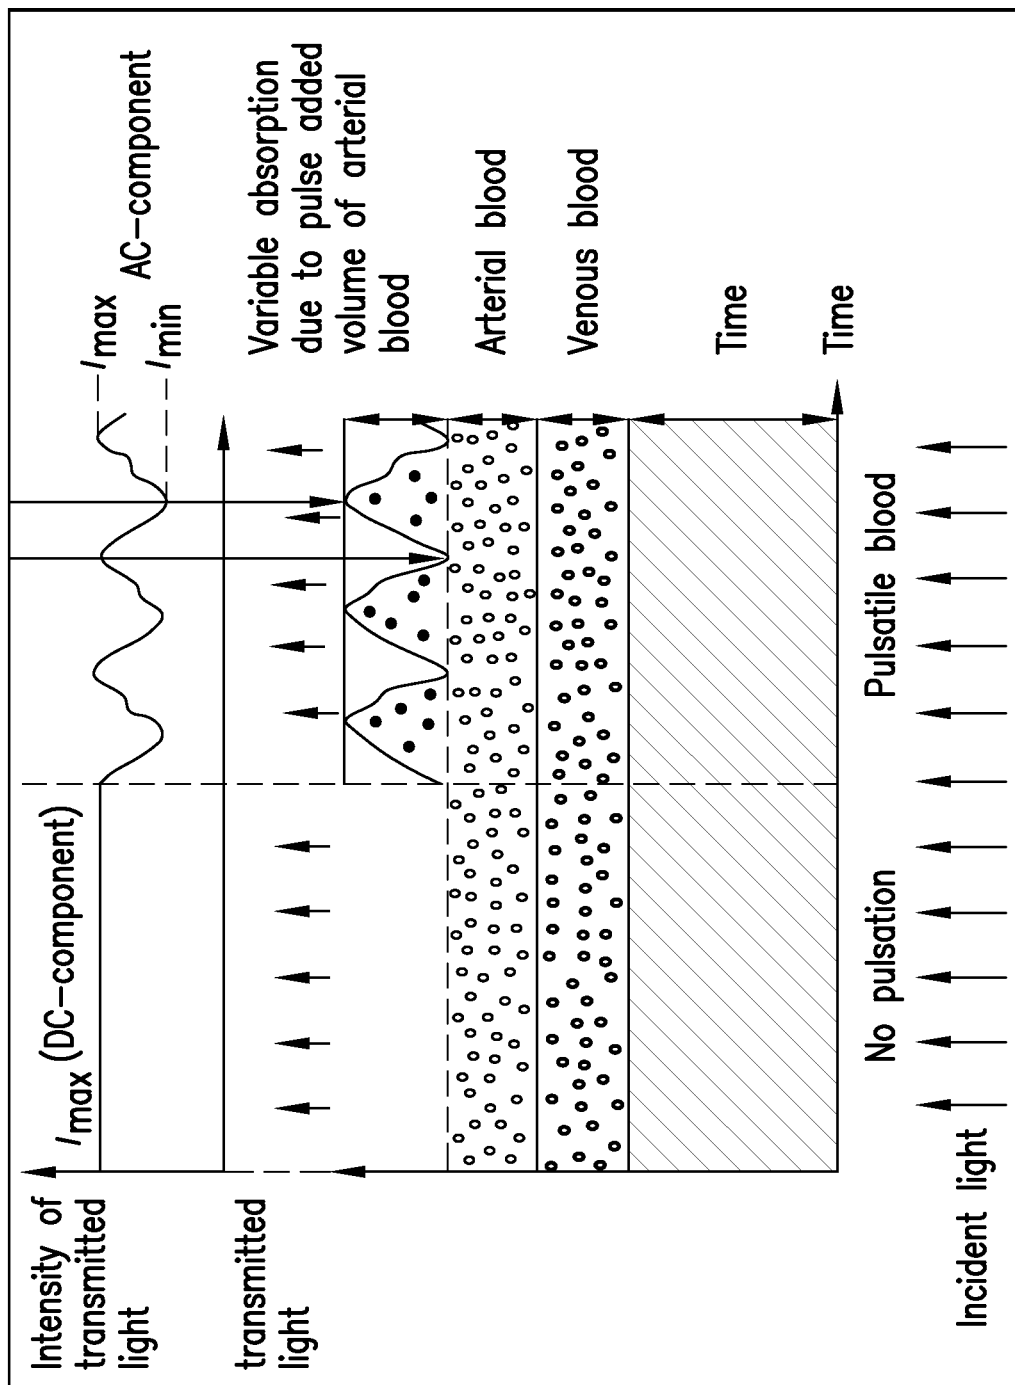 Intensity of
transmitted
light
I max (DC−component)
I max
I min
AC−component
transmitted
light
Variable absorption
due to pulse added
volume of arterial
blood
Arterial blood
Venous blood
Time
Time
No pulsation
Pulsatile blood
Incident light